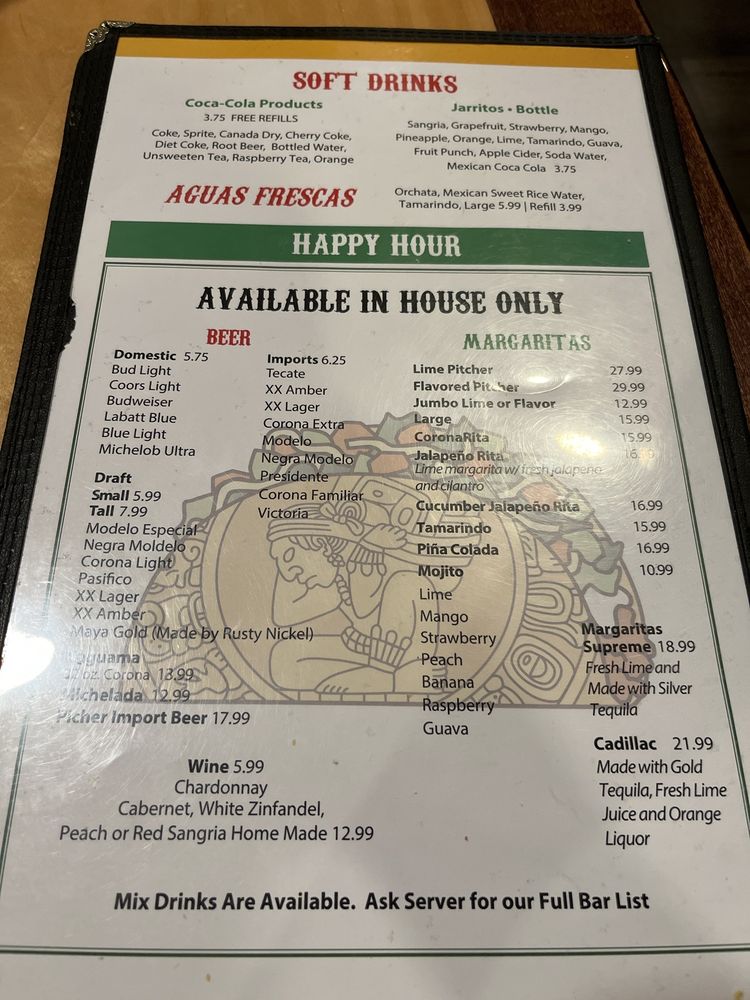 SOFT DRINKS
Coca-Cola Products
3.75 FREE REFILLS
Coke, Sprite, Canada Dry, Cherry Coke,
Diet Coke, Root Beer, Bottled Water,
Unsweeten Tea, Raspberry Tea, Orange
Jarritos • Bottle
Sangria, Grapefruit, Strawberry, Mango,
Pineapple, Orange, Lime, Tamarindo, Guava,
Fruit Punch, Apple Cider, Soda Water,
Mexican Coca Cola 3.75
AGUAS FRESCAS
Orchata, Mexican Sweet Rice Water,
Tamarindo, Large 5.99 | Refill 3.99
HAPPY HOUR
AVAILABLE IN HOUSE ONLY
BEER
Domestic 5.75
Bud Light
Coors Light
Budweiser
Labatt Blue
Blue Light
Michelob Ultra
Draft
Small 5.99
Tall 7.99
Modelo Especial
Negra Moldelo
Corona Light
Pasifico
XX Lager
XX Amber
Maya Gold (Made by Rusty Nickel)
oz. Corona 13.99
Michelada 12.99
Picher Import Beer 17.99
Imports 6.25
Tecate
XX Amber
XX Lager
Corona Extra
Modelo
Negra Modelo
Presidente
Corona Familiar
Victoria
Wine 5.99
Chardonnay
Cabernet, White Zinfandel,
Peach or Red Sangria Home Made 12.99
MARGARITAS
Lime Pitcher 27.99
Flavored Pitcher 29.99
Jumbo Lime or Flavor 12.99
Large 15.99
CoronaRita 15.99
Jalapeño Rita
Lime margarita w/ fresh jalapeño
and cilantro
Cucumber Jalapeño Rita 16.99
Tamarindo 15.99
Piña Colada 16.99
Mojito 10.99
Lime
Mango
Strawberry
Peach
Banana
Raspberry
Guava
Margaritas
Supreme 18.99
Fresh Lime and
Made with Silver
Tequila
Cadillac 21.99
Made with Gold
Tequila, Fresh Lime
Juice and Orange
Liquor
Mix Drinks Are Available. Ask Server for our Full Bar List